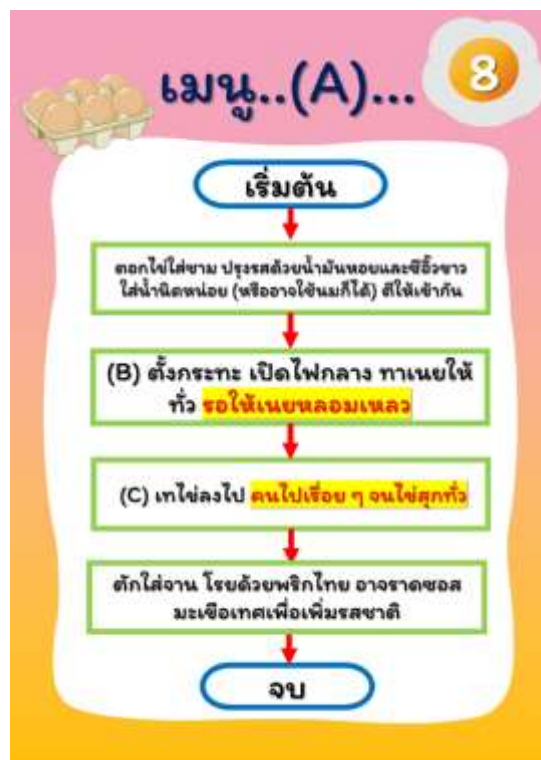 เมนู..(A)...
8
เริ่มต้น
ตอกไข่ใส่ชาม ปรุงรสด้วยน้ำมันหอยและซีอิ๊วขาว
ใส่น้ำนิดหน่อย (หรืออาจใช้นมก็ได้) ตีให้เข้ากัน
(B) ตั้งกระทะ เปิดไฟกลาง ทาเนยให้
ทั่ว รอให้เนยหลอมเหลว
(C) เทไข่ลงไป คนไปเรื่อย ๆ จนไข่สุกทั่ว
ตักใส่จาน โรยด้วยพริกไทย อาจราดซอส
มะเขือเทศเพื่อเพิ่มรสชาติ
จบ